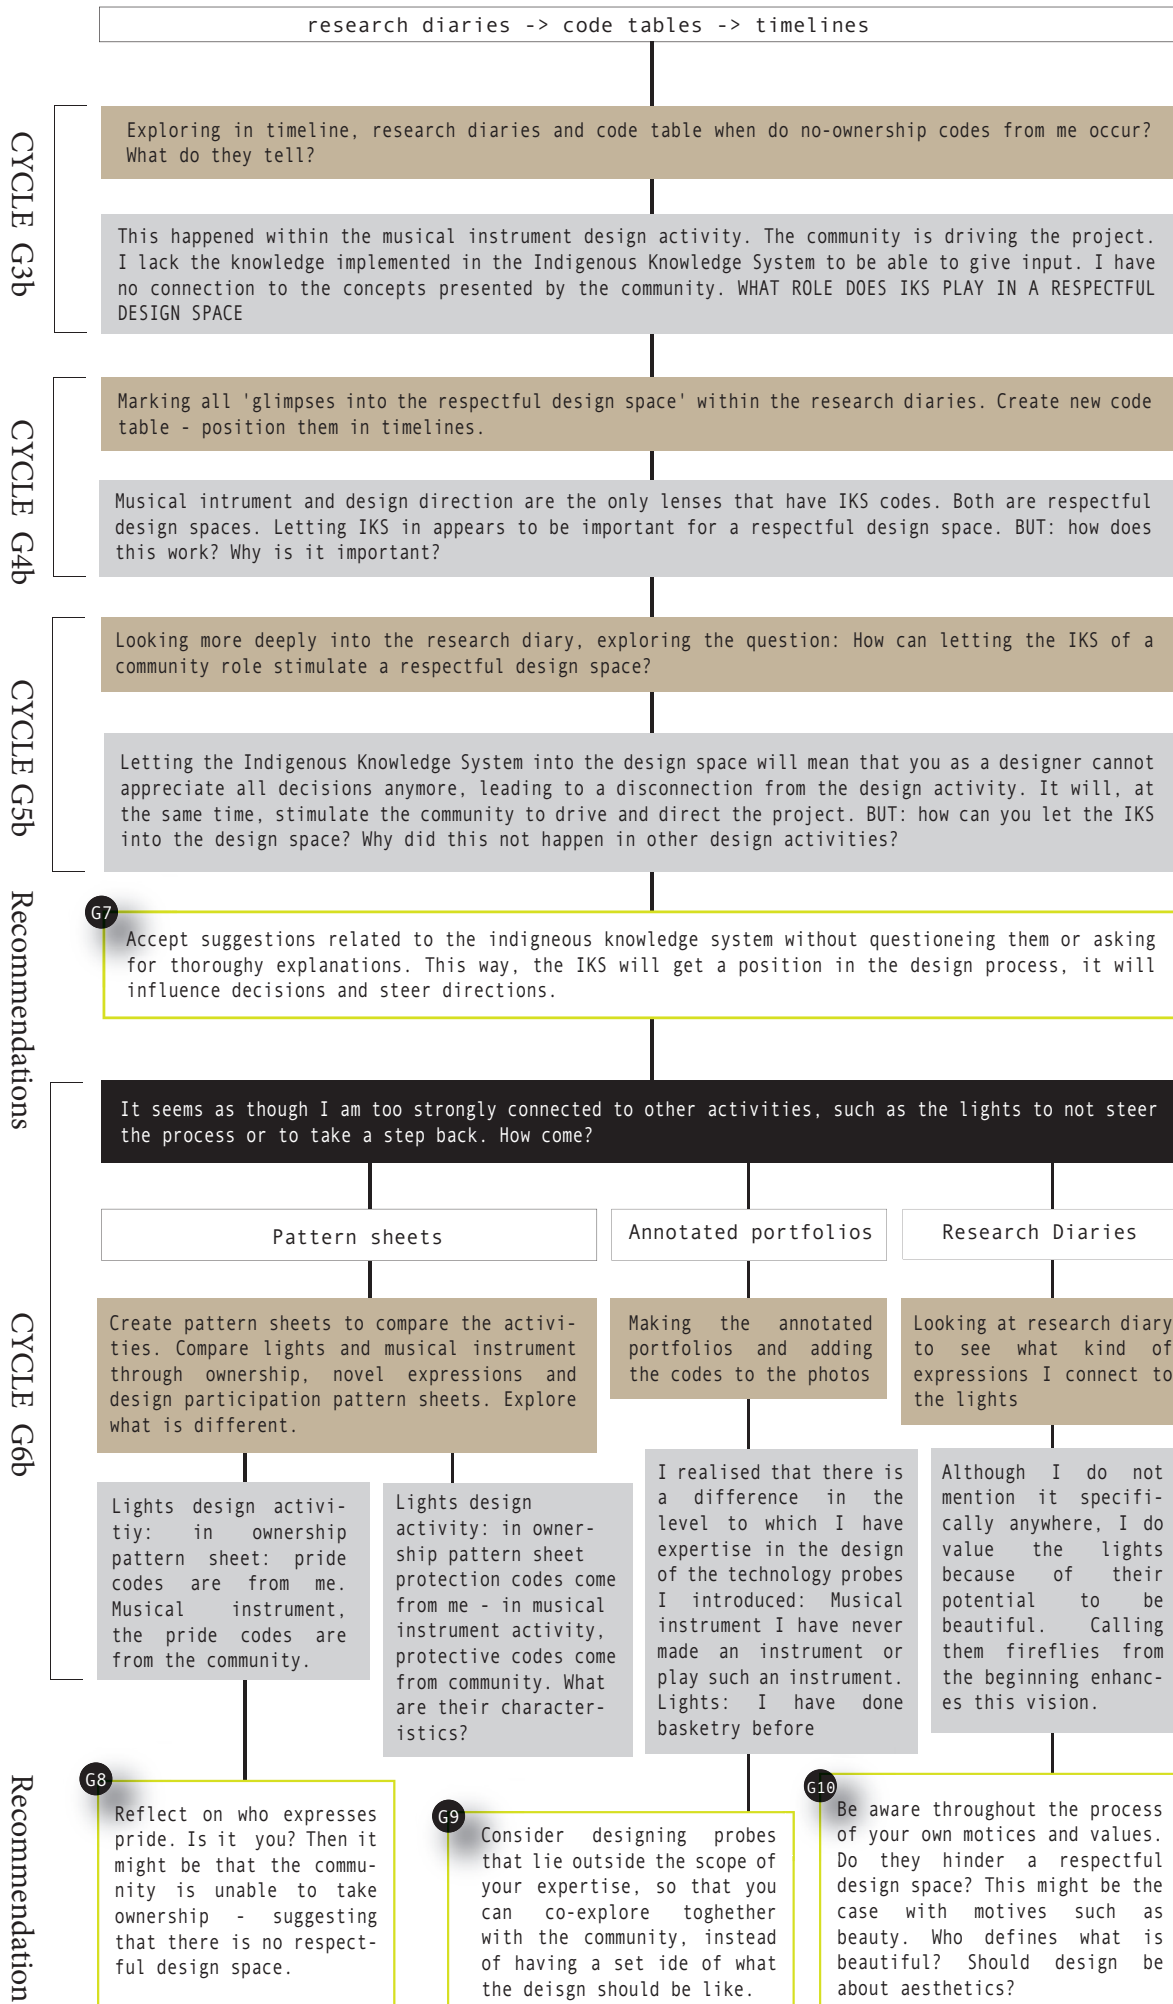 research diaries -> code tables -> timelines
CYCLE G3b
Exploring in timeline, research diaries and code table when do no-ownership codes from me occur?
What do they tell?
This happened within the musical instrument design activity. The community is driving the project.
I lack the knowledge implemented in the Indigenous Knowledge System to be able to give input. I have
no connection to the concepts presented by the community. WHAT ROLE DOES IKS PLAY IN A RESPECTFUL
DESIGN SPACE
CYCLE G4b
Marking all 'glimpses into the respectful design space' within the research diaries. Create new code
table - position them in timelines.
Musical intrument and design direction are the only lenses that have IKS codes. Both are respectful
design spaces. Letting IKS in appears to be important for a respectful design space. BUT: how does
this work? Why is it important?
CYCLE G5b
Looking more deeply into the research diary, exploring the question: How can letting the IKS of a
community role stimulate a respectful design space?
Letting the Indigenous Knowledge System into the design space will mean that you as a designer cannot
appreciate all decisions anymore, leading to a disconnection from the design activity. It will, at
the same time, stimulate the community to drive and direct the project. BUT: how can you let the IKS
into the design space? Why did this not happen in other design activities?
Recommendations
G7
Accept suggestions related to the indigneous knowledge system without questioneing them or asking
for thoroughy explanations. This way, the IKS will get a position in the design process, it will
influence decisions and steer directions.
CYCLE G6b
It seems as though I am too strongly connected to other activities, such as the lights to not steer
the process or to take a step back. How come?
Pattern sheets
Create pattern sheets to compare the activi-
ties. Compare lights and musical instrument
through ownership, novel expressions and
design participation pattern sheets. Explore
what is different.
Lights design activi-
tiy: in ownership
pattern sheet: pride
codes are from me.
Musical instrument,
the pride codes are
from the community.
Lights design
activity: in owner-
ship pattern sheet
protection codes come
from me - in musical
instrument activity,
protective codes come
from community. What
are their character-
istics?
Annotated portfolios
Making the annotated
portfolios and adding
the codes to the photos
I realised that there is
a difference in the
level to which I have
expertise in the design
of the technology probes
I introduced: Musical
instrument I have never
made an instrument or
play such an instrument.
Lights: I have done
basketry before
Research Diaries
Looking at research diary
to see what kind of
expressions I connect to
the lights
Although I do not
mention it specifi-
cally anywhere, I do
value the lights
because of their
potential to be
beautiful. Calling
them fireflies from
the beginning enhanc-
es this vision.
Recommendation
G8
Reflect on who expresses
pride. Is it you? Then it
might be that the commu-
nity is unable to take
ownership - suggesting
that there is no respect-
ful design space.
G9
Consider designing probes
that lie outside the scope of
your expertise, so that you
can co-explore toghether
with the community, instead
of having a set ide of what
the deisgn should be like.
G10
Be aware throughout the process
of your own motices and values.
Do they hinder a respectful
design space? This might be the
case with motives such as
beauty. Who defines what is
beautiful? Should design be
about aesthetics?